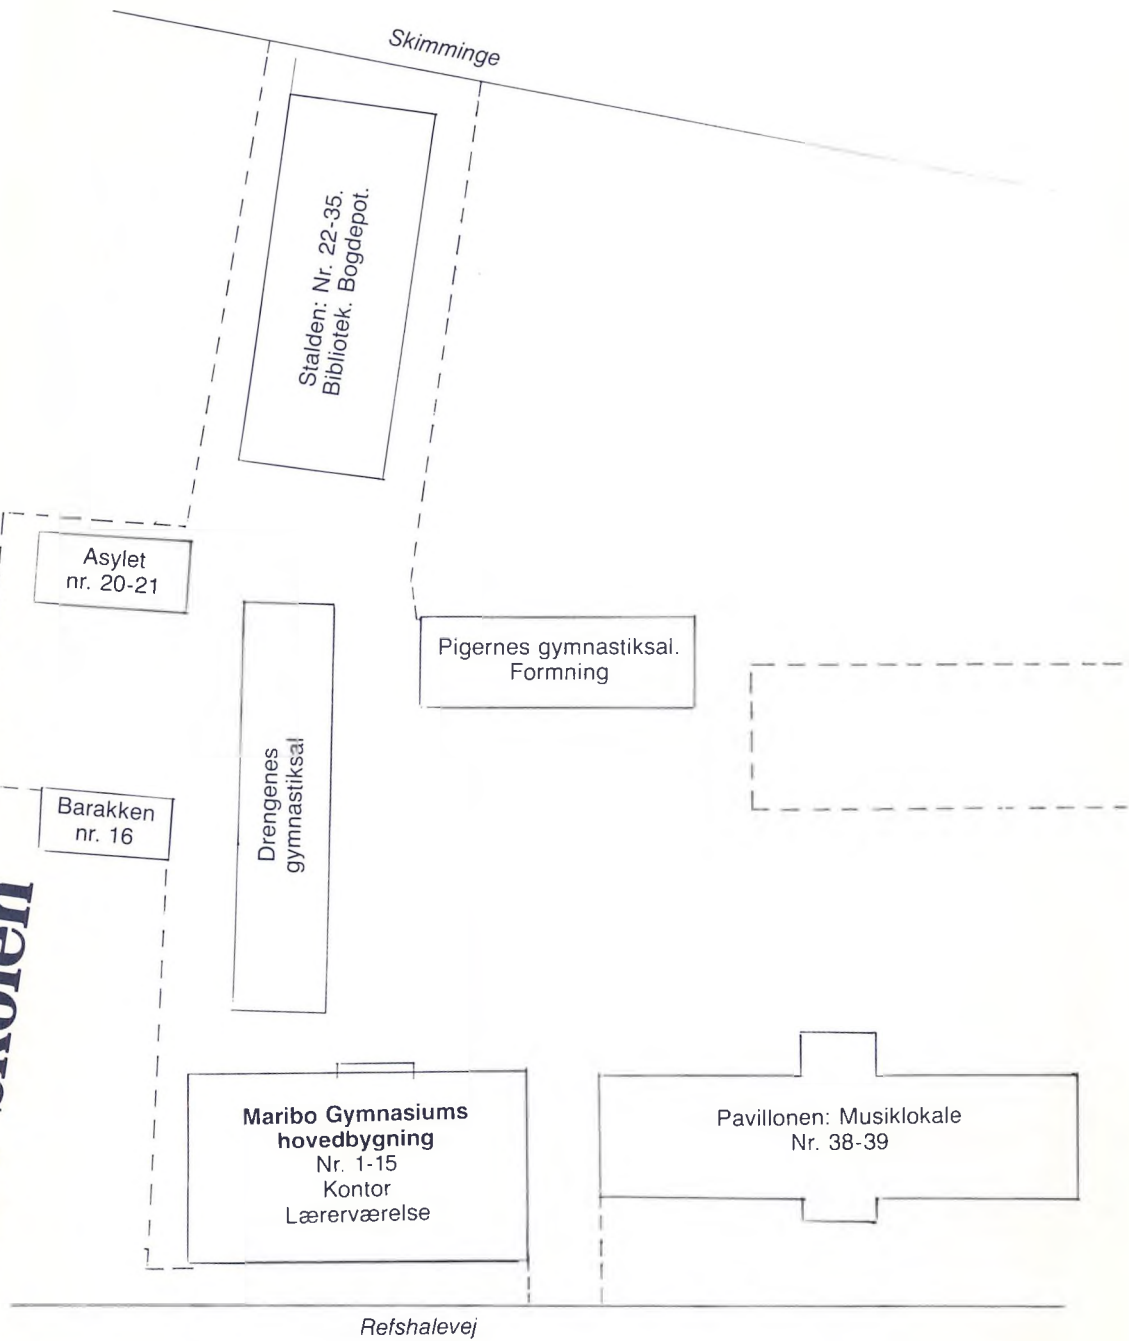 Skimminge
Stalden: Nr. 22-35.
Bibliotek. Bogdepot.
Asylet
nr. 20-21
Pigernes gymnastiksal.
Formning
Drengenes
gymnastiksal
Barakken
nr. 16
Maribo Gymnasiums
hovedbygning
Nr. 1-15
Kontor
Lærerværelse
Pavillonen: Musiklokale
Nr. 38-39
Refshalevej